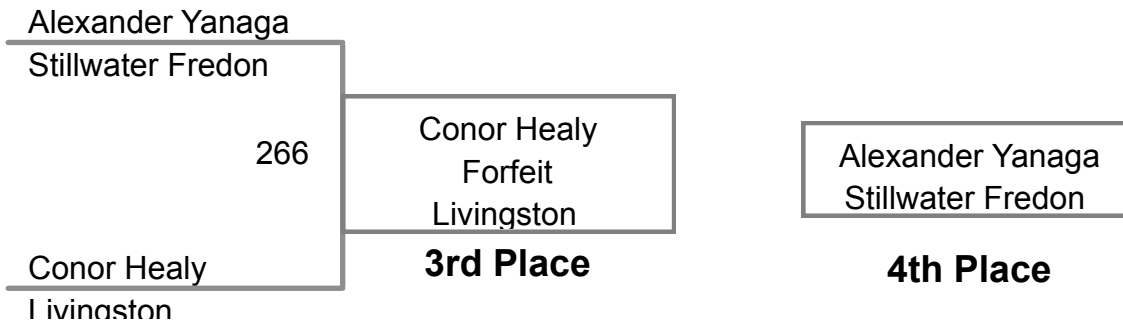 Alexander Yanaga
Stillwater Fredon
266
Conor Healy
Livingston
Conor Healy
Forfeit
Livingston
3rd Place
Alexander Yanaga
Stillwater Fredon
4th Place